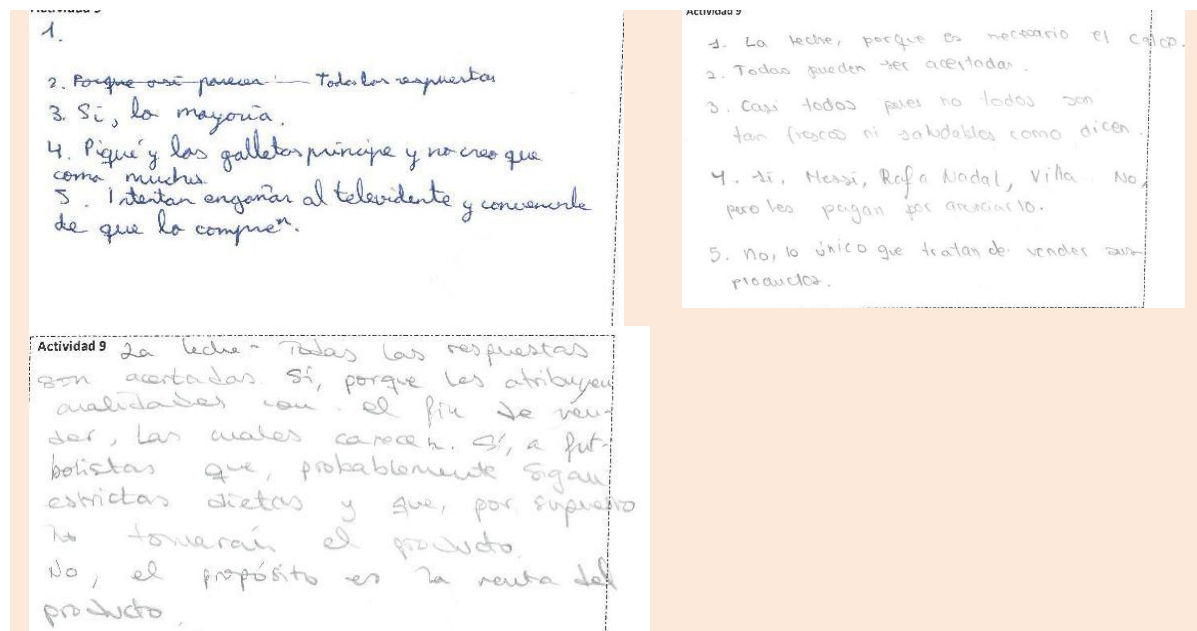 Actividad 9
1.
2. Porque así parecen Todas las respuestas
3. Sí, la mayoría.
4. Piqué y las galletas principe y no creo que
coma muchas
5. Intentan engañar al televidente y convencerle
de que lo compren.
Actividad 9
1. La leche, porque es necesario el calcio.
2. Todas pueden ser acertadas.
3. Casi todos pues no todos son
tan frescos ni saludables como dicen.
4. Sí, Messi, Rafa Nadal, Villa. No,
pero les pagan por anunciarlo.
5. No, lo único que tratan de vender sus
productos.
Actividad 9 La leche - Todas las respuestas
son acertadas. Sí, porque les atribuyen
cualidades con el fin de ven-
der, las cuales carecen. Sí, a fut-
bolistas que, probablemente sigan
estrictas dietas y que, por supuesto
no tomarán el producto.
No, el propósito es la venta del
producto.